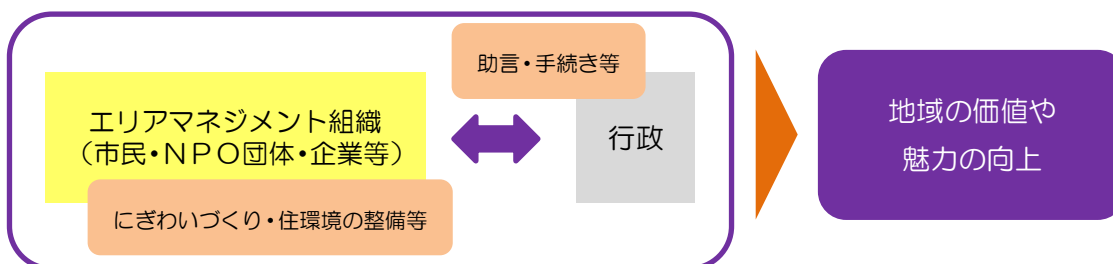 助言・手続き等
エリアマネジメント組織
（市民・ＮＰＯ団体・企業等）
行政
にぎわいづくり・住環境の整備等
地域の価値や
魅力の向上